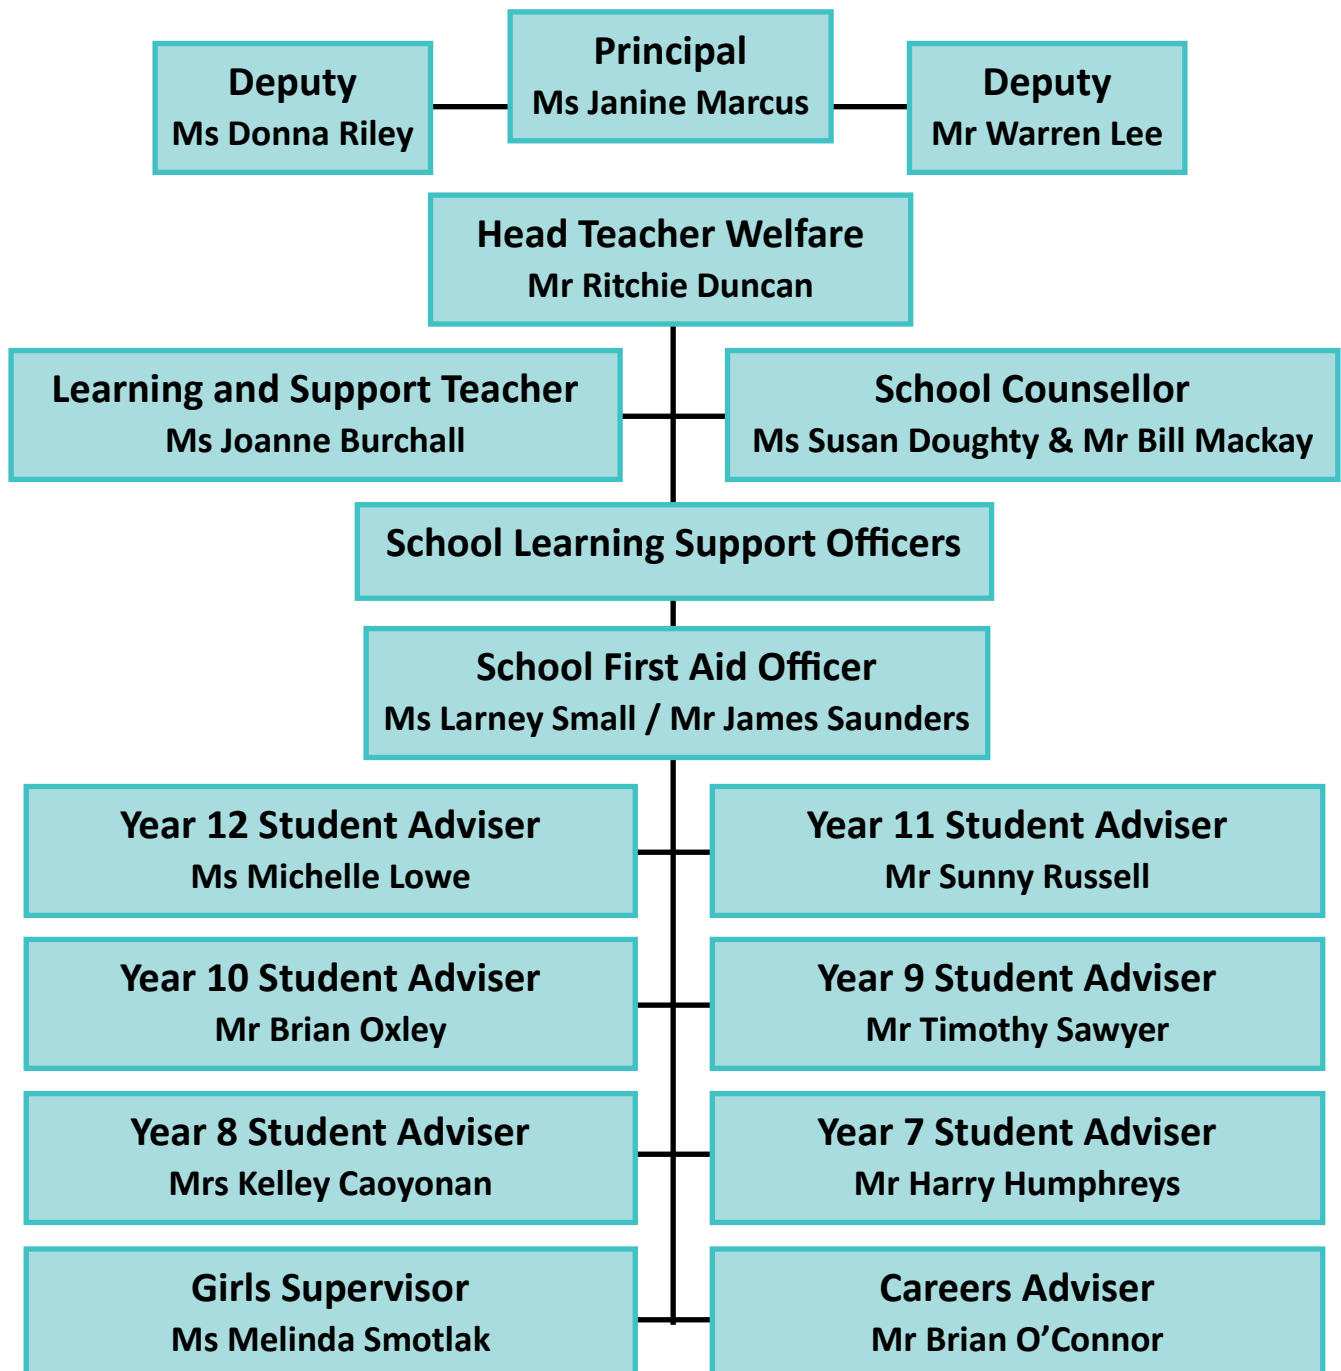 Principal
Ms Janine Marcus
Deputy
Ms Donna Riley
Deputy
Mr Warren Lee
Head Teacher Welfare
Mr Ritchie Duncan
Learning and Support Teacher
Ms Joanne Burchall
School Counsellor
Ms Susan Doughty & Mr Bill Mackay
School Learning Support Officers
School First Aid Officer
Ms Larney Small / Mr James Saunders
Year 12 Student Adviser
Ms Michelle Lowe
Year 11 Student Adviser
Mr Sunny Russell
Year 10 Student Adviser
Mr Brian Oxley
Year 9 Student Adviser
Mr Timothy Sawyer
Year 8 Student Adviser
Mrs Kelley Caoyonan
Year 7 Student Adviser
Mr Harry Humphreys
Girls Supervisor
Ms Melinda Smotlak
Careers Adviser
Mr Brian O’Connor